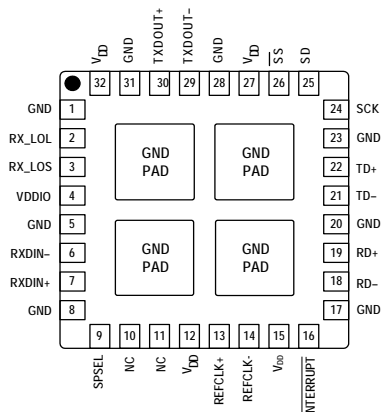 VDD GND TXDOUT+ TXDOUT– GND VDD SS SD
32 31 30 29 28 27 26 25
GND 1
RX_LOL 2
RX_LOS 3
VDDIO 4
GND 5
RXDIN– 6
RXDIN+ 7
GND 8
GND PAD
GND PAD
GND PAD
GND PAD
24 SCK
23 GND
22 TD+
21 TD–
20 GND
19 RD+
18 RD–
17 GND
9 10 11 12 13 14 15 16
SPSEL NC NC VDD REFCLK+ REFCLK- VDD INTERRUPT